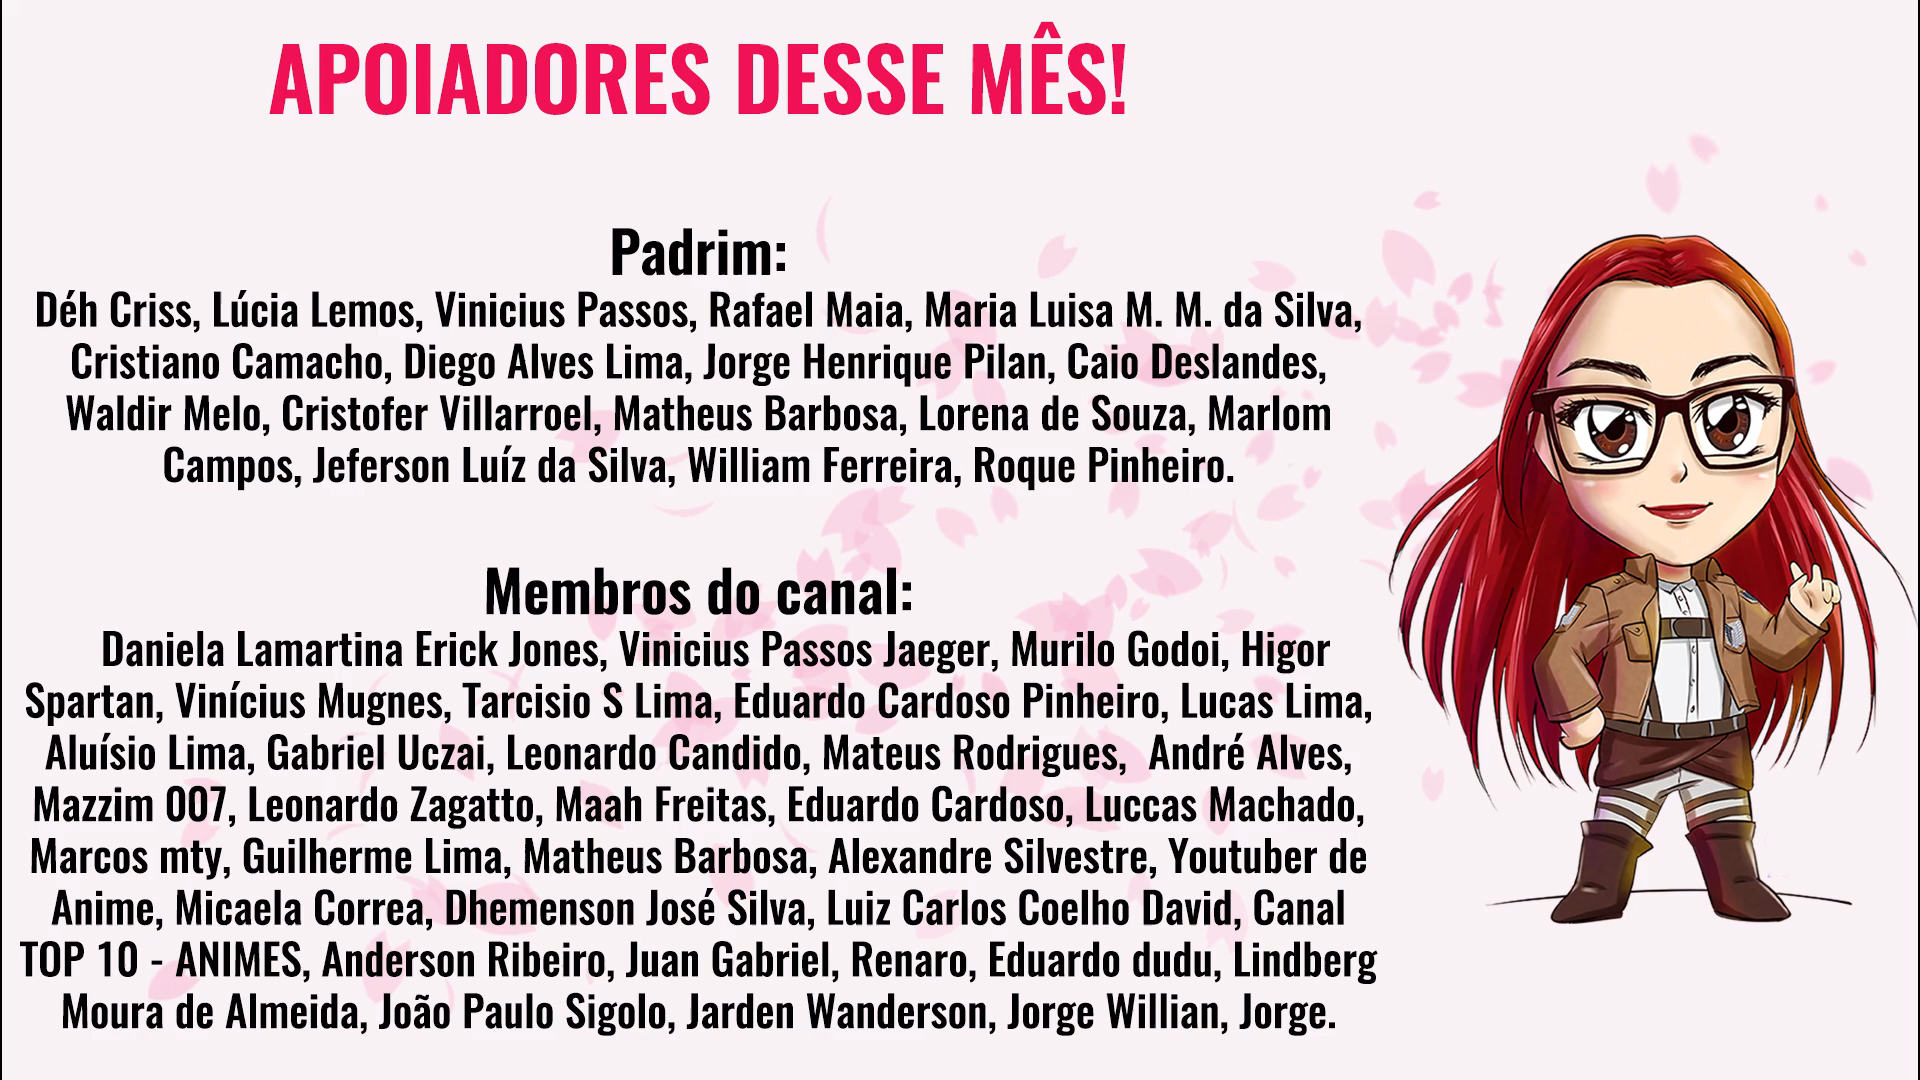 APOIADORES DESSE MÊS!
Padrim:
Déh Criss, Lúcia Lemos, Vinicius Passos, Rafael Maia, Maria Luisa M. M. da Silva,
Cristiano Camacho, Diego Alves Lima, Jorge Henrique Pilan, Caio Deslandes,
Waldir Melo, Cristofer Villarroel, Matheus Barbosa, Lorena de Souza, Marlom
Campos, Jeferson Luíz da Silva, William Ferreira, Roque Pinheiro.
Membros do canal:
Daniela Lamartina Erick Jones, Vinicius Passos Jaeger, Murilo Godoi, Higor
Spartan, Vinícius Mugnes, Tarcisio S Lima, Eduardo Cardoso Pinheiro, Lucas Lima,
Aluísio Lima, Gabriel Uczai, Leonardo Candido, Mateus Rodrigues,  André Alves,
Mazzim 007, Leonardo Zagatto, Maah Freitas, Eduardo Cardoso, Luccas Machado,
Marcos mty, Guilherme Lima, Matheus Barbosa, Alexandre Silvestre, Youtuber de
Anime, Micaela Correa, Dhemenson José Silva, Luiz Carlos Coelho David, Canal
TOP 10 - ANIMES, Anderson Ribeiro, Juan Gabriel, Renaro, Eduardo dudu, Lindberg
Moura de Almeida, João Paulo Sigolo, Jarden Wanderson, Jorge Willian, Jorge.